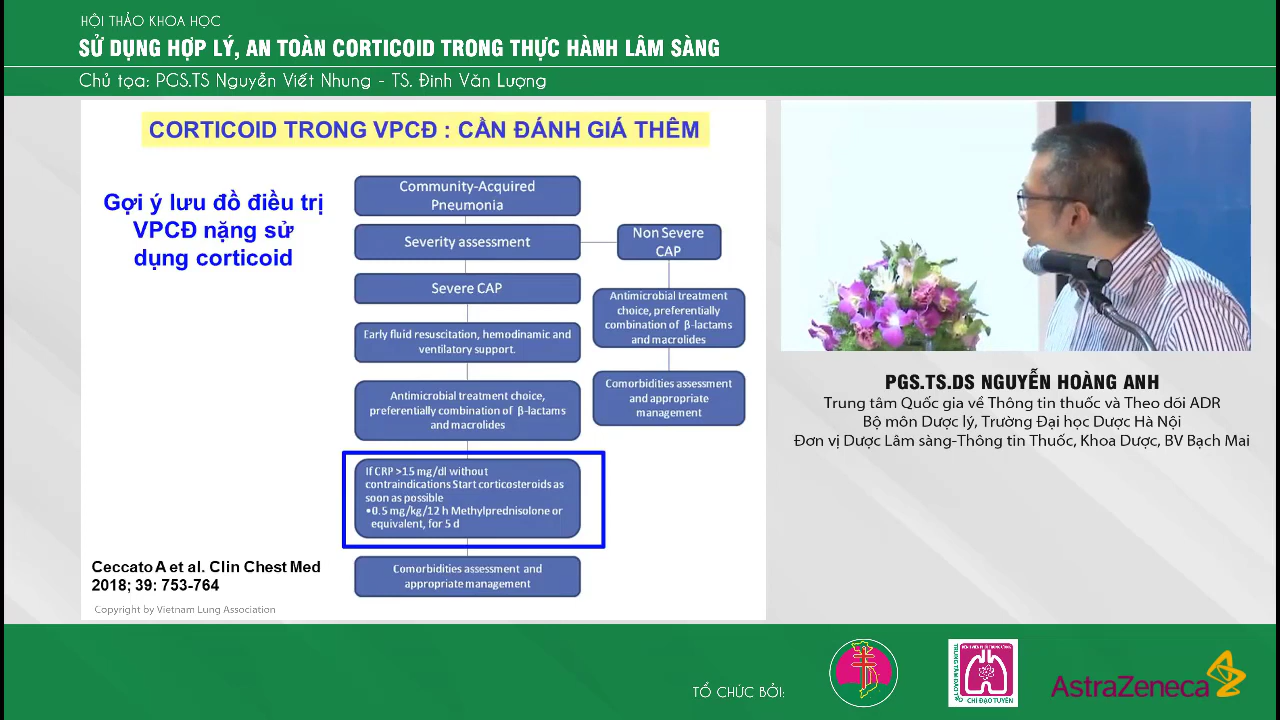 HỘI THẢO KHOA HỌC
SỬ DỤNG HỢP LÝ, AN TOÀN CORTICOID TRONG THỰC HÀNH LÂM SÀNG
Chủ tọa: PGS.TS Nguyễn Viết Nhung - TS. Đinh Văn Lượng
CORTICOID TRONG VPCĐ : CẦN ĐÁNH GIÁ THÊM
Gợi ý lưu đồ điều trị
VPCĐ nặng sử
dụng corticoid
Community-Acquired
Pneumonia
Severity assessment
Non Severe
CAP
Severe CAP
Early fluid resuscitation, hemodinamic and
ventilatory support.
Antimicrobial treatment
choice, preferentially
combination of β-lactams
and macrolides
Antimicrobial treatment choice,
preferentially combination of β-lactams
and macrolides
Comorbidities assessment
and appropriate
management
If CRP >15 mg/dl without
contraindications Start corticosteroids as
soon as possible
•0.5 mg/kg/12 h Methylprednisolone or
equivalent, for 5 d
Comorbidities assessment and
appropriate management
Ceccato A et al. Clin Chest Med
2018; 39: 753-764
Copyright by Vietnam Lung Association
PGS.TS.DS NGUYỄN HOÀNG ANH
Trung tâm Quốc gia về Thông tin thuốc và Theo dõi ADR
Bộ môn Dược lý, Trường Đại học Dược Hà Nội
Đơn vị Dược Lâm sàng-Thông tin Thuốc, Khoa Dược, BV Bạch Mai
TỔ CHỨC BỞI:
CHỈ ĐẠO TUYẾN
AstraZeneca